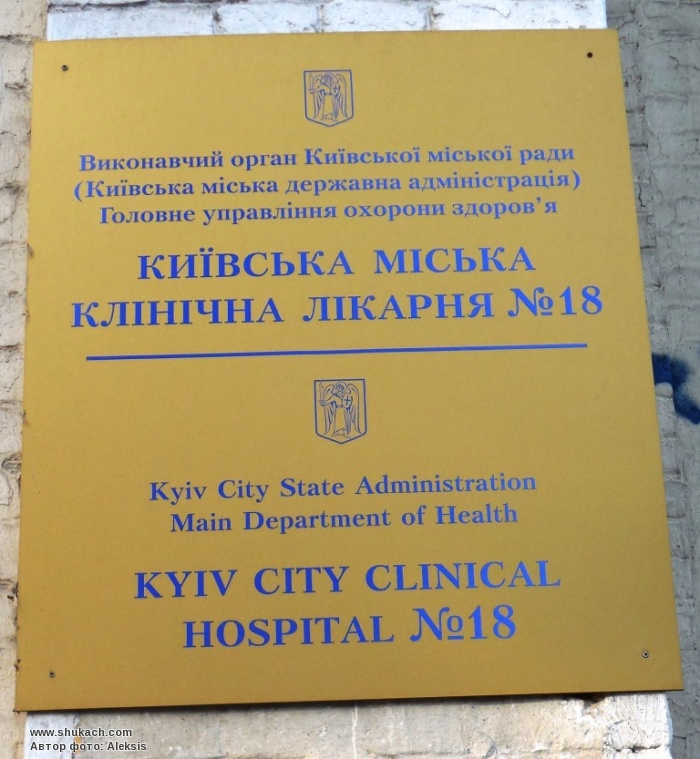 Виконавчий орган Київської міської ради
(Київська міська державна адміністрація)
Головне управління охорони здоров'я
КИЇВСЬКА МІСЬКА
КЛІНІЧНА ЛІКАРНЯ №18
Kyiv City State Administration
Main Department of Health
KYIV CITY CLINICAL
HOSPITAL №18
www.shukach.com
Автор фото: Aleksis